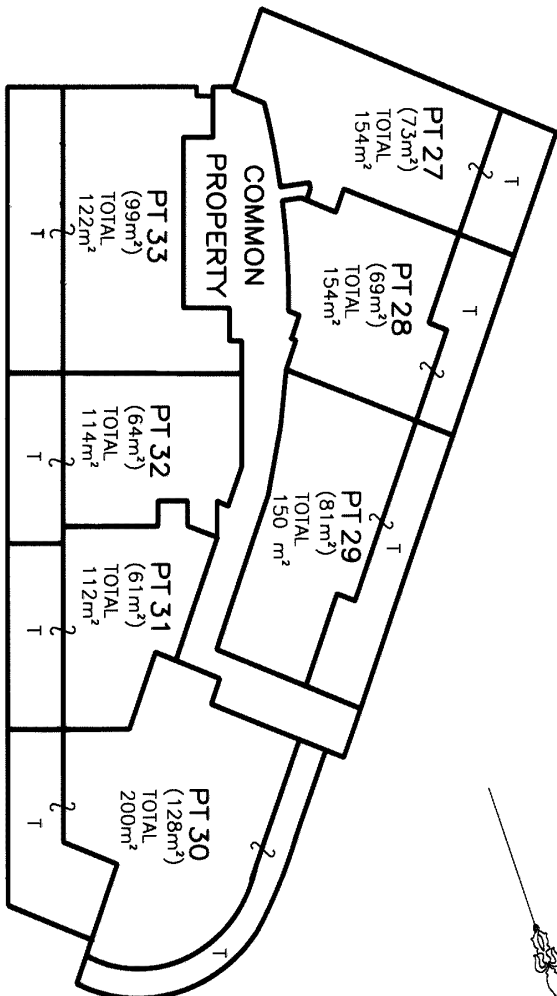 PT 27
(73m²)
TOTAL
154m²
T
PT 28
(69m²)
TOTAL
154m²
T
PT 29
(81m²)
TOTAL
150 m²
T
COMMON
PROPERTY
PT 33
(99m²)
TOTAL
122m²
T
PT 32
(64m²)
TOTAL
114m²
T
PT 31
(61m²)
TOTAL
112m²
T
PT 30
(128m²)
TOTAL
200m²
T
T